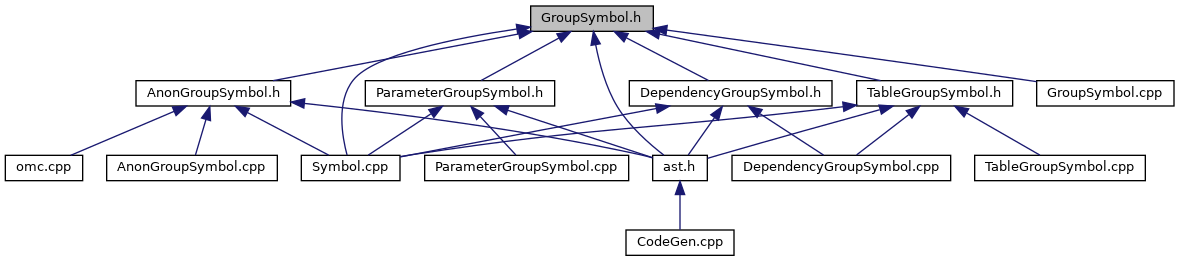 GroupSymbol.h
AnonGroupSymbol.h
ParameterGroupSymbol.h
DependencyGroupSymbol.h
TableGroupSymbol.h
GroupSymbol.cpp
omc.cpp
AnonGroupSymbol.cpp
Symbol.cpp
ParameterGroupSymbol.cpp
ast.h
DependencyGroupSymbol.cpp
TableGroupSymbol.cpp
CodeGen.cpp